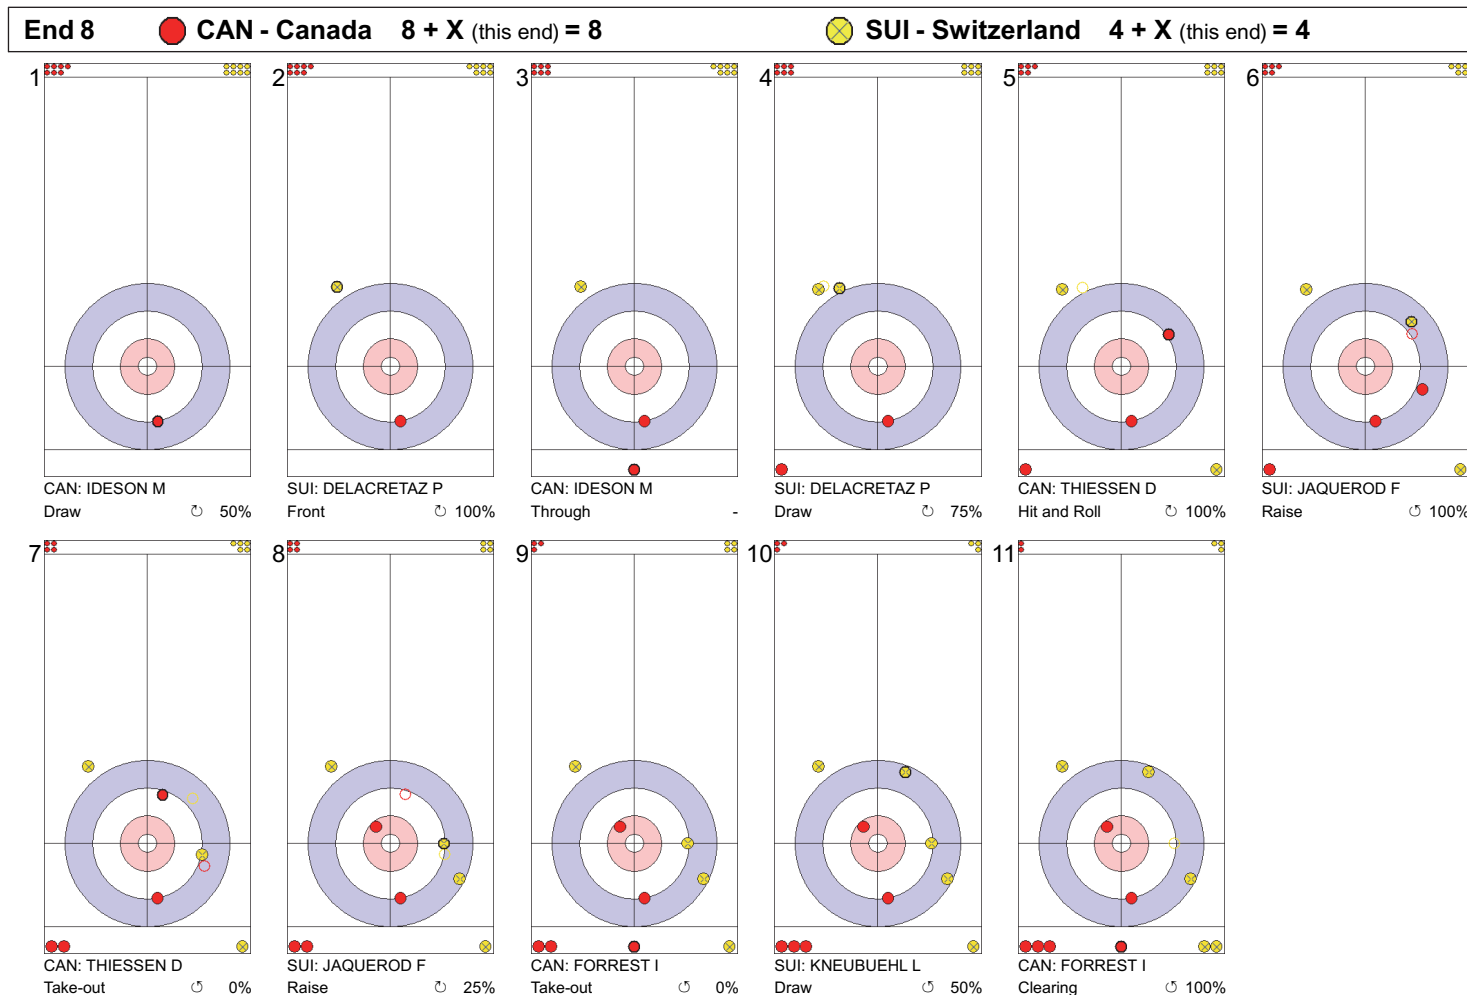 End 8 CAN - Canada 8 + X (this end) = 8 SUI - Switzerland 4 + X (this end) = 4
1 2 3 4 5 6
CAN: IDESON M SUI: DELACRETAZ P CAN: IDESON M SUI: DELACRETAZ P CAN: THIESSEN D SUI: JAQUEROD F
Draw ↻ 50% Front ↻ 100% Through - Draw ↻ 75% Hit and Roll ↻ 100% Raise ↺ 100%
7 8 9 10 11
CAN: THIESSEN D SUI: JAQUEROD F CAN: FORREST I SUI: KNEUBUEHL L CAN: FORREST I
Take-out ↺ 0% Raise ↻ 25% Take-out ↺ 0% Draw ↺ 50% Clearing ↺ 100%